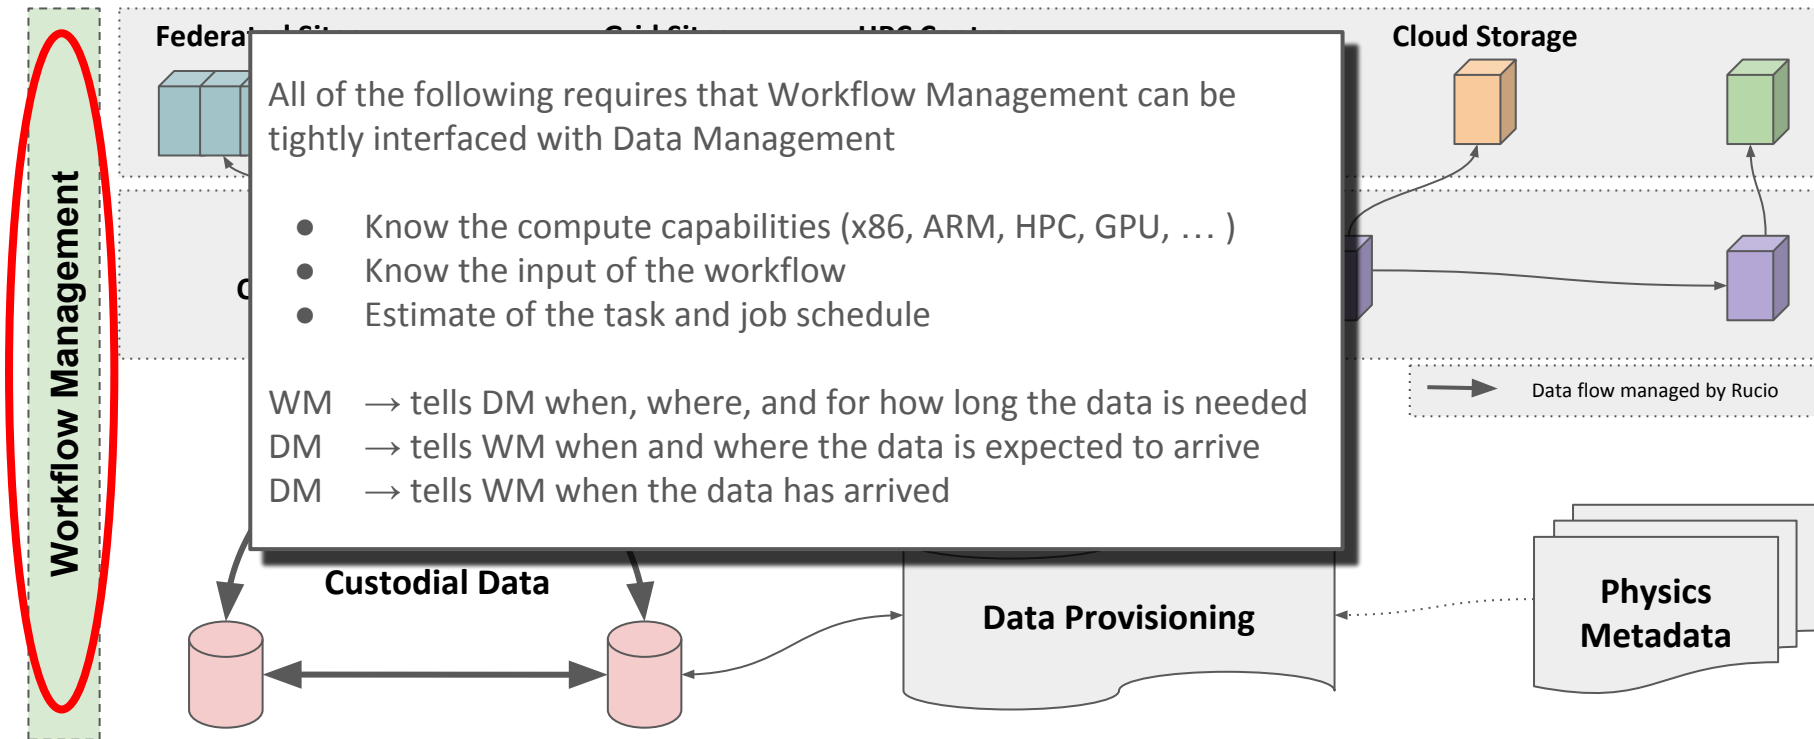 Workflow Management
Cloud Storage
All of the following requires that Workflow Management can be
tightly interfaced with Data Management
● Know the compute capabilities (x86, ARM, HPC, GPU, … )
● Know the input of the workflow
● Estimate of the task and job schedule
WM → tells DM when, where, and for how long the data is needed
DM → tells WM when and where the data is expected to arrive
DM → tells WM when the data has arrived
Data flow managed by Rucio
Custodial Data
Data Provisioning
Physics
Metadata